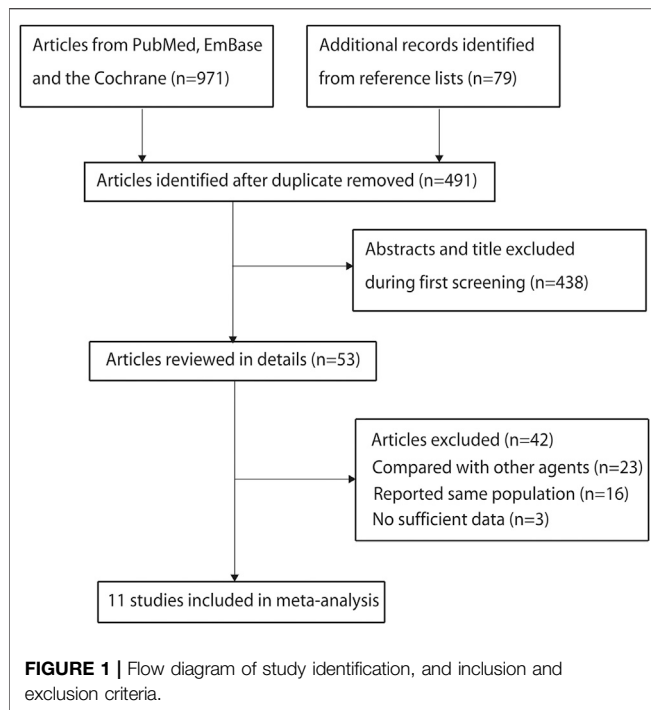 Articles from PubMed, EmBase
and the Cochrane (n=971)
Additional records identified
from reference lists (n=79)
Articles identified after duplicate removed (n=491)
Abstracts and title excluded
during first screening (n=438)
Articles reviewed in details (n=53)
Articles excluded (n=42)
Compared with other agents (n=23)
Reported same population (n=16)
No sufficient data (n=3)
11 studies included in meta-analysis
FIGURE 1 | Flow diagram of study identification, and inclusion and
exclusion criteria.